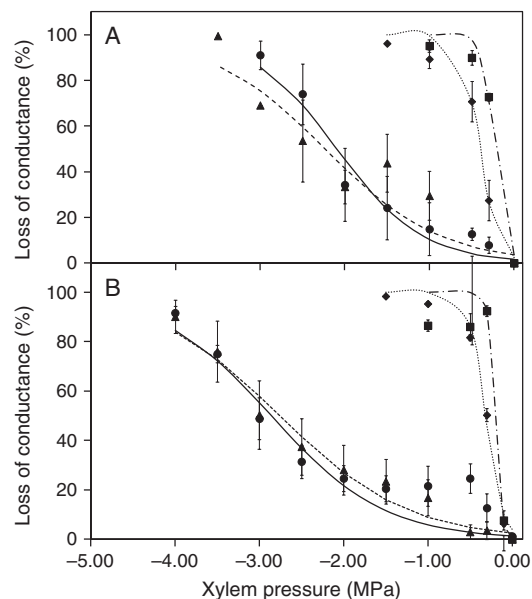 A
100
80
60
40
20
0
Loss of conductance (%)
B
100
80
60
40
20
0
Loss of conductance (%)
–5.00 –4.00 –3.00 –2.00 –1.00 0.00
Xylem pressure (MPa)